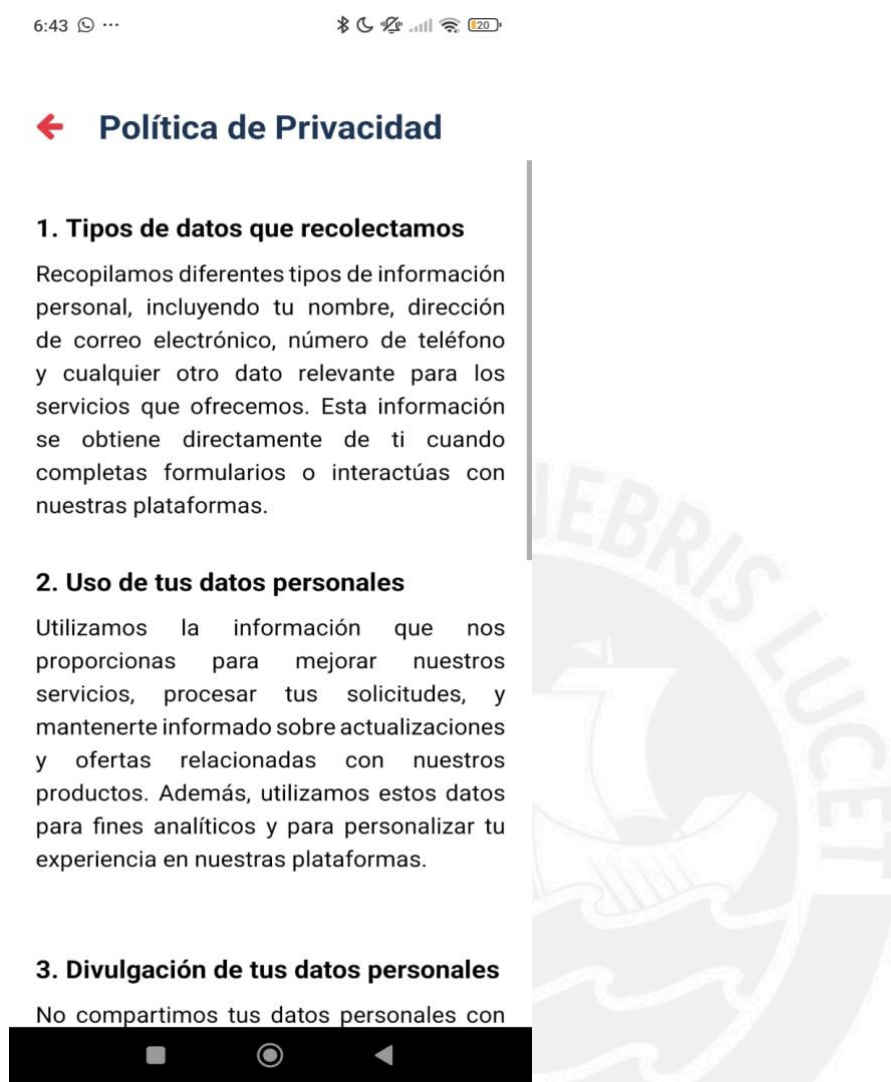 6:43 ...
20
Política de Privacidad
1. Tipos de datos que recolectamos
Recopilamos diferentes tipos de información
personal, incluyendo tu nombre, dirección
de correo electrónico, número de teléfono
y cualquier otro dato relevante para los
servicios que ofrecemos. Esta información
se obtiene directamente de ti cuando
completas formularios o interactúas con
nuestras plataformas.
2. Uso de tus datos personales
Utilizamos la información que nos
proporcionas para mejorar nuestros
servicios, procesar tus solicitudes, y
mantenerte informado sobre actualizaciones
y ofertas relacionadas con nuestros
productos. Además, utilizamos estos datos
para fines analíticos y para personalizar tu
experiencia en nuestras plataformas.
3. Divulgación de tus datos personales
No compartimos tus datos personales con
LUCET